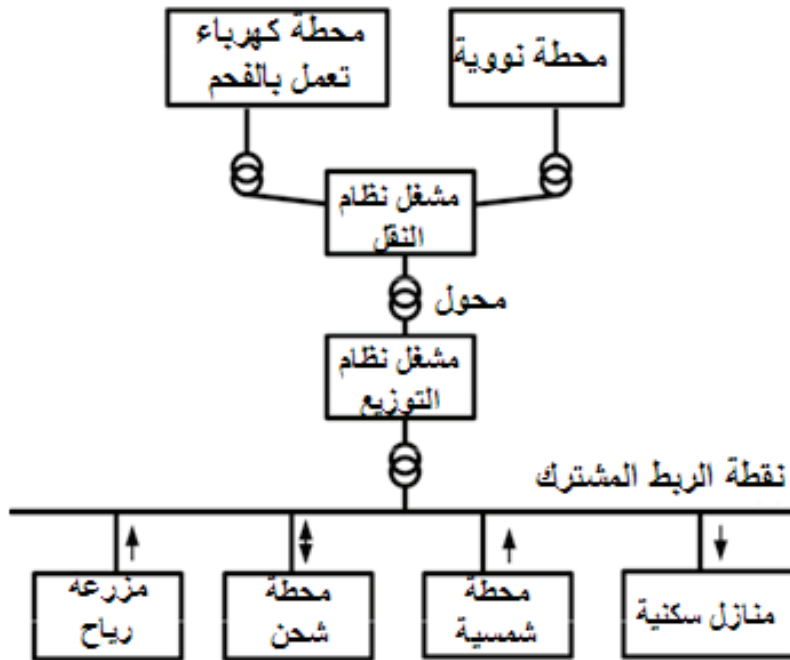 محطة كهرباء
تعمل بالفحم
محطة نووية
مشغل نظام
النقل
محول
مشغل نظام
التوزيع
نقطة الربط المشترك
مزرعه
رياح
محطة
شحن
محطة
شمسية
منازل سكنية